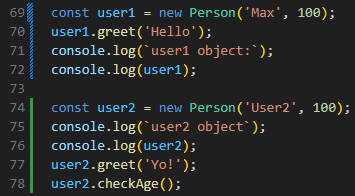 69 const user1 = new Person('Max', 100);
70 user1.greet('Hello');
71 console.log(`user1 object:`);
72 console.log(user1);
73
74 const user2 = new Person('User2', 100);
75 console.log(`user2 object`);
76 console.log(user2);
77 user2.greet('Yo!');
78 user2.checkAge();